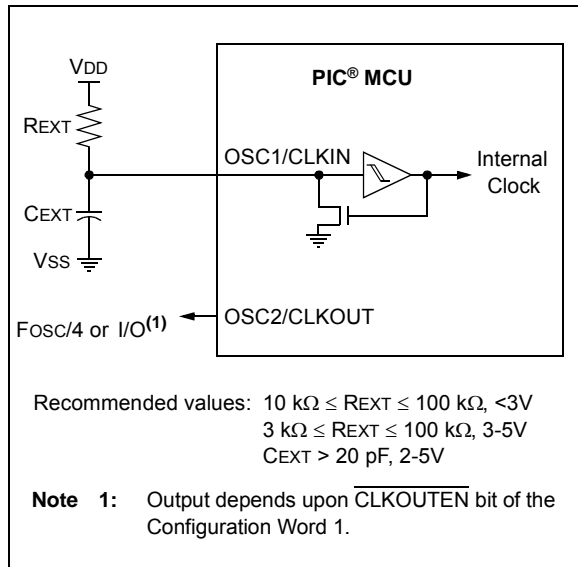 VDD
PIC® MCU
REXT
OSC1/CLKIN
Internal
Clock
CEXT
VSS
OSC2/CLKOUT
FOSC/4 or I/O(1)
Recommended values: 10 kΩ ≤ REXT ≤ 100 kΩ, <3V
3 kΩ ≤ REXT ≤ 100 kΩ, 3-5V
CEXT > 20 pF, 2-5V
Note 1: Output depends upon C̅L̅K̅O̅U̅T̅E̅N̅ bit of the
Configuration Word 1.